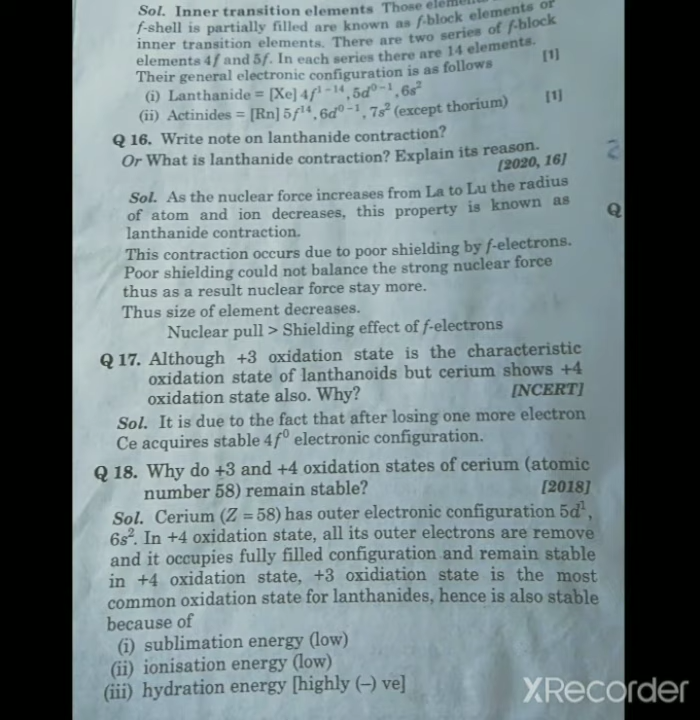 Sol. Inner transition elements Those
f-shell is partially filled are known as f-block elements or
inner transition elements. There are two series of f-block
elements 4f and 5f. In each series there are 14 elements.
Their general electronic configuration is as follows [1]
(i) Lanthanide = [Xe] 4f¹⁻¹⁴, 5d⁰⁻¹, 6s²
(ii) Actinides = [Rn] 5f¹⁴, 6d⁰⁻¹, 7s² (except thorium) [1]
Q 16. Write note on lanthanide contraction?
Or What is lanthanide contraction? Explain its reason.
[2020, 16]
Sol. As the nuclear force increases from La to Lu the radius
of atom and ion decreases, this property is known as
lanthanide contraction.
This contraction occurs due to poor shielding by f-electrons.
Poor shielding could not balance the strong nuclear force
thus as a result nuclear force stay more.
Thus size of element decreases.
Nuclear pull > Shielding effect of f-electrons
Q 17. Although +3 oxidation state is the characteristic
oxidation state of lanthanoids but cerium shows +4
oxidation state also. Why? [NCERT]
Sol. It is due to the fact that after losing one more electron
Ce acquires stable 4f⁰ electronic configuration.
Q 18. Why do +3 and +4 oxidation states of cerium (atomic
number 58) remain stable? [2018]
Sol. Cerium (Z = 58) has outer electronic configuration 5d¹,
6s². In +4 oxidation state, all its outer electrons are remove
and it occupies fully filled configuration and remain stable
in +4 oxidation state, +3 oxidiation state is the most
common oxidation state for lanthanides, hence is also stable
because of
(i) sublimation energy (low)
(ii) ionisation energy (low)
(iii) hydration energy [highly (–) ve]
Q
XRecorder